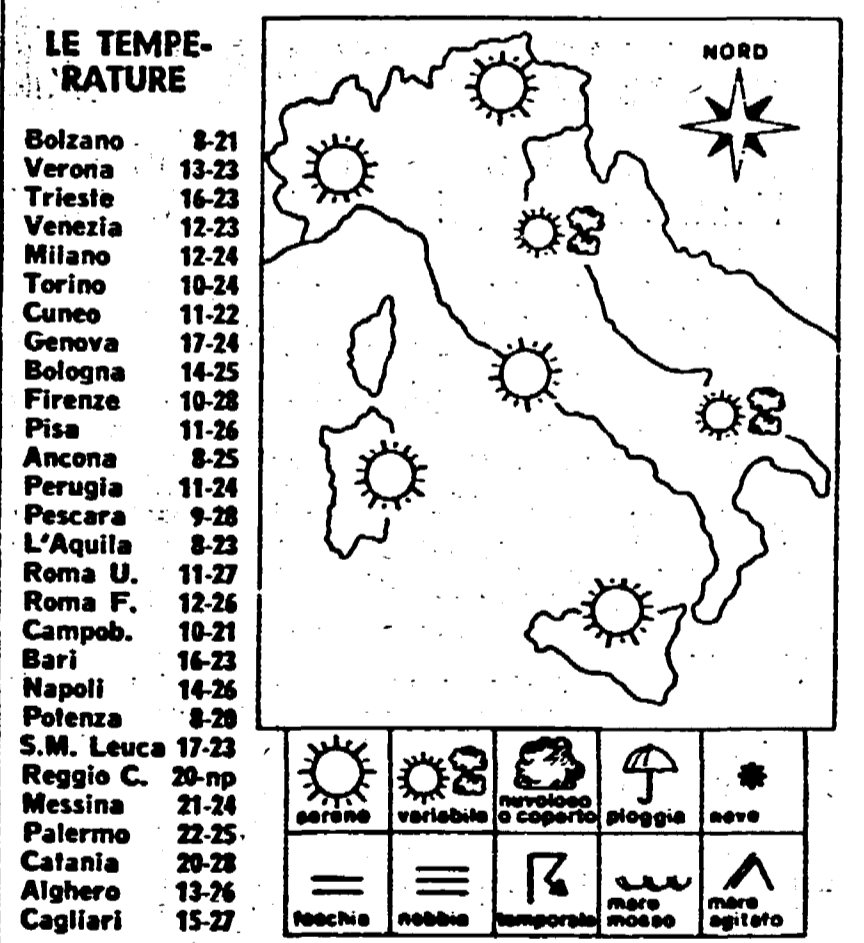 LE TEMPE-
RATURE
Bolzano 8-21
Verona 13-23
Trieste 16-23
Venezia 12-23
Milano 12-24
Torino 10-24
Cuneo 11-22
Genova 17-24
Bologna 14-25
Firenze 10-28
Pisa 11-26
Ancona 8-25
Perugia 11-24
Pescara 9-28
L'Aquila 8-23
Roma U. 11-27
Roma F. 12-26
Campob. 10-21
Bari 16-23
Napoli 14-26
Potenza
S.M. Leuca 17-23
Reggio C. 20-np
Messina 21-24
Palermo 22-25
Catania 20-28
Alghero 13-26
Cagliari 15-27
NORD
sereno
variabile
nuvoloso
o coperto
pioggia
neve
foschia
nebbia
temporale
mare
mosso
mare
agitato